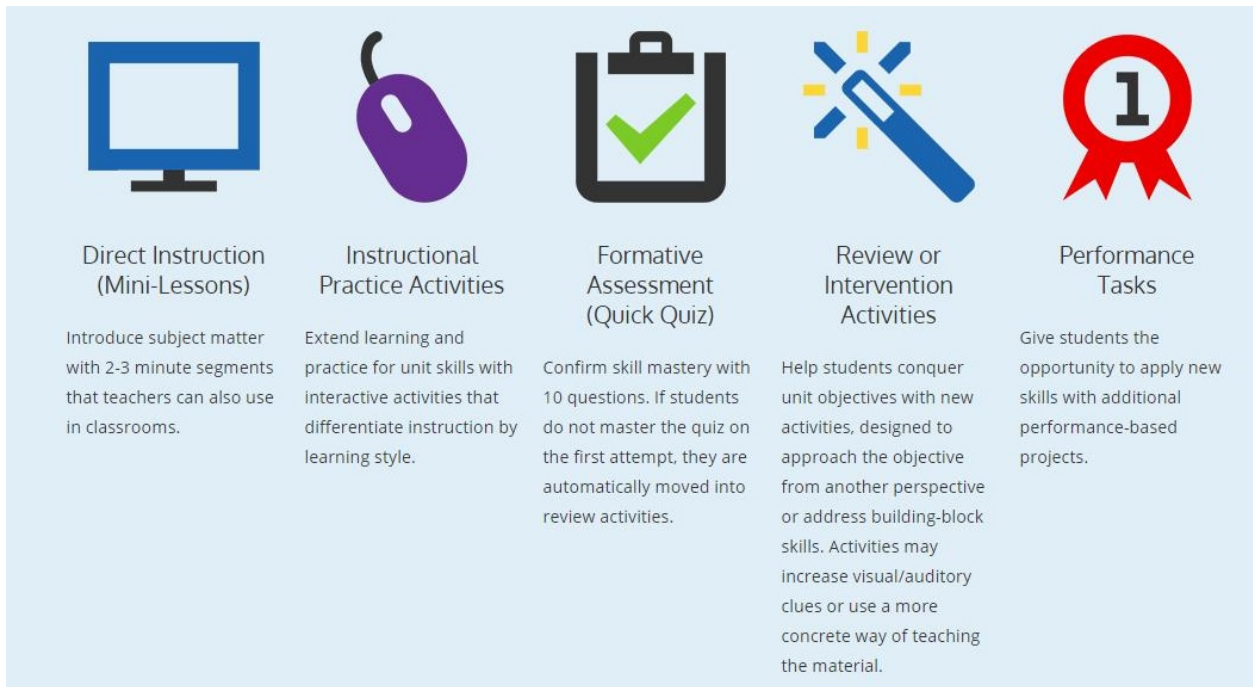 1
Direct Instruction
(Mini-Lessons)
Introduce subject matter
with 2-3 minute segments
that teachers can also use
in classrooms.
Instructional
Practice Activities
Extend learning and
practice for unit skills with
interactive activities that
differentiate instruction by
learning style.
Formative
Assessment
(Quick Quiz)
Confirm skill mastery with
10 questions. If students
do not master the quiz on
the first attempt, they are
automatically moved into
review activities.
Review or
Intervention
Activities
Help students conquer
unit objectives with new
activities, designed to
approach the objective
from another perspective
or address building-block
skills. Activities may
increase visual/auditory
clues or use a more
concrete way of teaching
the material.
Performance
Tasks
Give students the
opportunity to apply new
skills with additional
performance-based
projects.